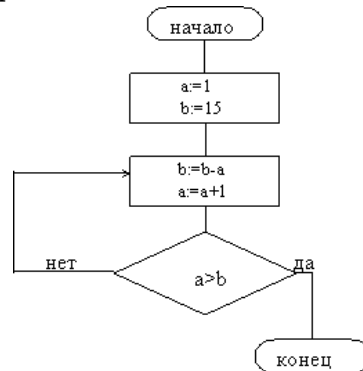 начало
a:=1
b:=15
b:=b-a
a:=a+1
нет
a>b
да
конец